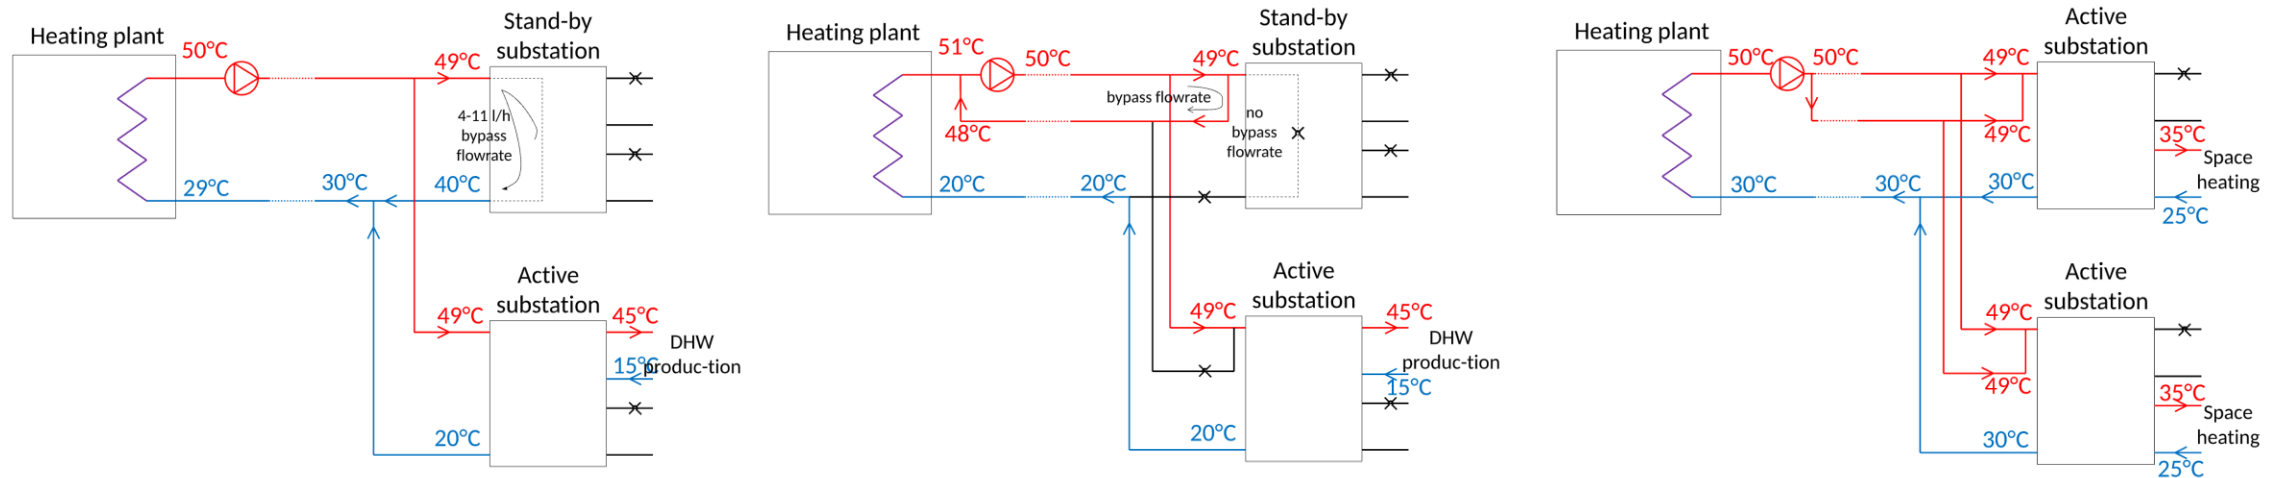 Heating plant
50°C
Stand-by
substation
49°C
4-11 l/h
bypass
flowrate
29°C
30°C
40°C
Active
substation
49°C
45°C
DHW
15°C
produc-tion
20°C
Heating plant
51°C
50°C
Stand-by
substation
49°C
bypass flowrate
48°C
no
bypass
flowrate
20°C
20°C
Active
substation
49°C
45°C
DHW
produc-tion
15°C
20°C
Heating plant
50°C
50°C
Active
substation
49°C
49°C
35°C
Space
heating
30°C
30°C
30°C
25°C
Active
substation
49°C
49°C
35°C
Space
heating
30°C
25°C